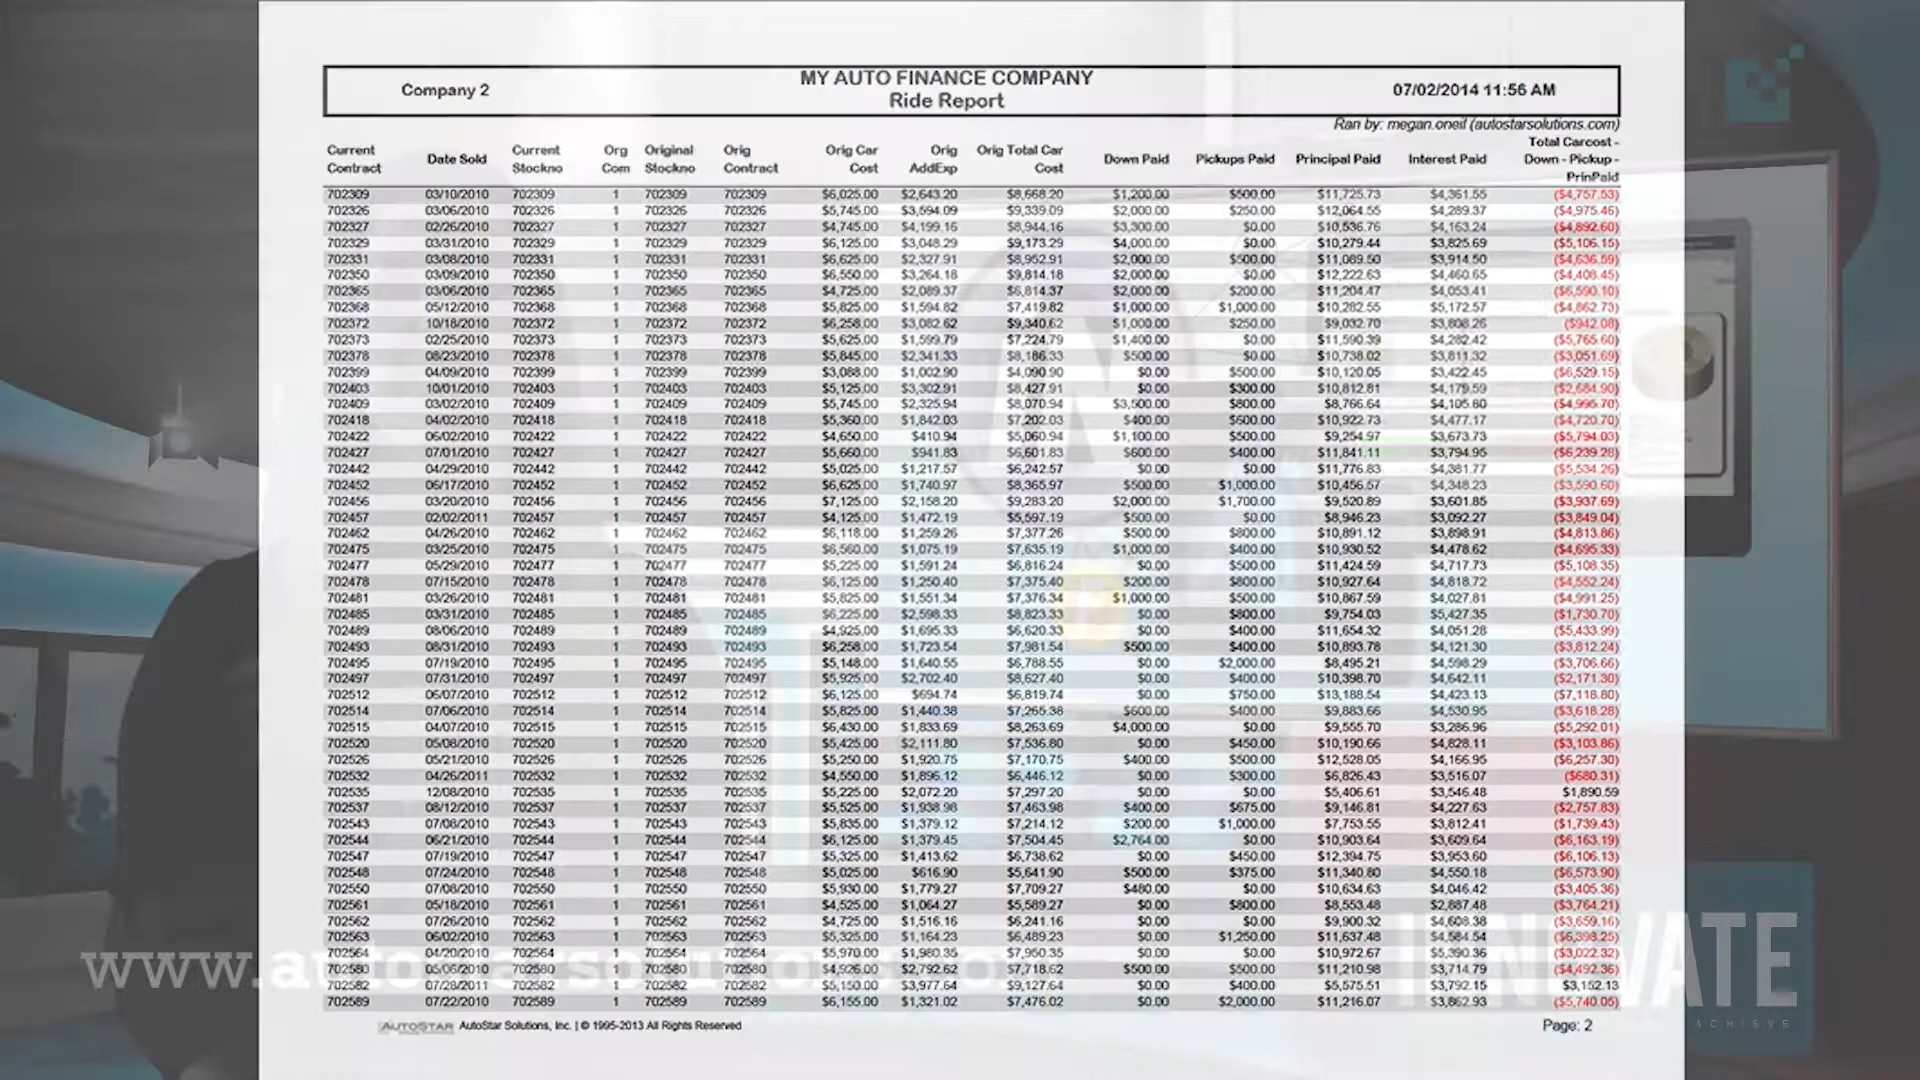 Company 2
MY AUTO FINANCE COMPANY
Ride Report
07/02/2014 11:56 AM
Ran by: megan.oneil (autostarsolutions.com)
Current Contract Date Sold Current Stockno Org Com Original Stockno Orig Contract Orig Car Cost Orig AddExp Orig Total Car Cost Down Paid Pickups Paid Principal Paid Interest Paid Total Carcost - Down - Pickup - PrinPaid
702309 03/10/2010 702309 1 702309 702309 $6,025.00 $2,643.20 $8,668.20 $1,200.00 $500.00 $11,725.73 $4,361.55 ($4,757.53)
702326 03/06/2010 702326 1 702326 702326 $5,745.00 $3,594.09 $9,339.09 $2,000.00 $250.00 $12,064.55 $4,289.37 ($4,975.46)
702327 02/26/2010 702327 1 702327 702327 $4,745.00 $4,199.16 $8,944.16 $3,300.00 $0.00 $10,536.76 $4,163.24 ($4,892.60)
702329 03/31/2010 702329 1 702329 702329 $6,125.00 $3,048.29 $9,173.29 $4,000.00 $0.00 $10,279.44 $3,825.69 ($5,106.15)
702331 03/08/2010 702331 1 702331 702331 $6,625.00 $2,327.91 $8,952.91 $2,000.00 $500.00 $11,089.50 $3,914.50 ($4,636.59)
702350 03/09/2010 702350 1 702350 702350 $6,550.00 $3,264.18 $9,814.18 $2,000.00 $0.00 $12,222.63 $4,460.65 ($4,408.45)
702365 03/06/2010 702365 1 702365 702365 $4,725.00 $2,089.37 $6,814.37 $2,000.00 $200.00 $11,204.47 $4,053.41 ($6,590.10)
702368 05/12/2010 702368 1 702368 702368 $5,825.00 $1,594.82 $7,419.82 $1,000.00 $1,000.00 $10,282.55 $5,172.57 ($4,862.73)
702372 10/18/2010 702372 1 702372 702372 $6,258.00 $3,082.62 $9,340.62 $1,000.00 $250.00 $9,032.70 $3,808.26 ($942.08)
702373 02/25/2010 702373 1 702373 702373 $5,625.00 $1,599.79 $7,224.79 $1,400.00 $0.00 $11,590.39 $4,282.42 ($5,765.60)
702378 08/23/2010 702378 1 702378 702378 $5,845.00 $2,341.33 $8,186.33 $500.00 $0.00 $10,738.02 $3,811.32 ($3,051.69)
702399 04/09/2010 702399 1 702399 702399 $3,088.00 $1,002.90 $4,090.90 $0.00 $500.00 $10,120.05 $3,422.45 ($6,529.15)
702403 10/01/2010 702403 1 702403 702403 $5,125.00 $3,302.91 $8,427.91 $0.00 $300.00 $10,812.81 $4,179.59 ($2,684.90)
702409 03/02/2010 702409 1 702409 702409 $5,745.00 $2,325.94 $8,070.94 $3,500.00 $800.00 $8,766.64 $4,105.60 ($4,995.70)
702418 04/02/2010 702418 1 702418 702418 $5,360.00 $1,842.03 $7,202.03 $400.00 $600.00 $10,922.73 $4,477.17 ($4,720.70)
702422 06/02/2010 702422 1 702422 702422 $4,650.00 $410.94 $5,060.94 $1,100.00 $500.00 $9,254.97 $3,673.73 ($5,794.03)
702427 07/01/2010 702427 1 702427 702427 $5,660.00 $941.83 $6,601.83 $600.00 $400.00 $11,841.11 $3,794.95 ($6,239.28)
702442 04/29/2010 702442 1 702442 702442 $5,025.00 $1,217.57 $6,242.57 $0.00 $0.00 $11,776.83 $4,381.77 ($5,534.26)
702452 06/17/2010 702452 1 702452 702452 $6,625.00 $1,740.97 $8,365.97 $500.00 $1,000.00 $10,456.57 $4,348.23 ($3,590.60)
702456 03/20/2010 702456 1 702456 702456 $7,125.00 $2,158.20 $9,283.20 $2,000.00 $1,700.00 $9,520.89 $3,601.85 ($3,937.69)
702457 02/02/2011 702457 1 702457 702457 $4,125.00 $1,472.19 $5,597.19 $500.00 $0.00 $8,946.23 $3,092.27 ($3,849.04)
702462 04/26/2010 702462 1 702462 702462 $6,118.00 $1,259.26 $7,377.26 $500.00 $800.00 $10,891.12 $3,898.91 ($4,813.86)
702475 03/25/2010 702475 1 702475 702475 $6,560.00 $1,075.19 $7,635.19 $1,000.00 $400.00 $10,930.52 $4,478.62 ($4,695.33)
702477 05/29/2010 702477 1 702477 702477 $5,225.00 $1,591.24 $6,816.24 $0.00 $500.00 $11,424.59 $4,717.73 ($5,108.35)
702478 07/15/2010 702478 1 702478 702478 $6,125.00 $1,250.40 $7,375.40 $200.00 $800.00 $10,927.64 $4,818.72 ($4,552.24)
702481 03/26/2010 702481 1 702481 702481 $5,825.00 $1,551.34 $7,376.34 $1,000.00 $500.00 $10,867.59 $4,027.81 ($4,991.25)
702485 03/31/2010 702485 1 702485 702485 $6,225.00 $2,598.33 $8,823.33 $0.00 $800.00 $9,754.03 $5,427.35 ($1,730.70)
702489 08/06/2010 702489 1 702489 702489 $4,925.00 $1,695.33 $6,620.33 $0.00 $400.00 $11,654.32 $4,051.28 ($5,433.99)
702493 08/31/2010 702493 1 702493 702493 $6,258.00 $1,723.54 $7,981.54 $500.00 $400.00 $10,893.78 $4,121.30 ($3,812.24)
702495 07/19/2010 702495 1 702495 702495 $5,148.00 $1,640.55 $6,788.55 $0.00 $2,000.00 $8,495.21 $4,598.29 ($3,706.66)
702497 07/31/2010 702497 1 702497 702497 $5,925.00 $2,702.40 $8,627.40 $0.00 $400.00 $10,398.70 $4,642.11 ($2,171.30)
702512 06/07/2010 702512 1 702512 702512 $6,125.00 $694.74 $6,819.74 $0.00 $750.00 $13,188.54 $4,423.13 ($7,118.80)
702514 07/06/2010 702514 1 702514 702514 $5,825.00 $1,440.38 $7,265.38 $600.00 $400.00 $9,883.66 $4,530.95 ($3,618.28)
702515 04/07/2010 702515 1 702515 702515 $6,430.00 $1,833.69 $8,263.69 $4,000.00 $0.00 $9,555.70 $3,286.96 ($5,292.01)
702520 05/08/2010 702520 1 702520 702520 $5,425.00 $2,111.80 $7,536.80 $0.00 $450.00 $10,190.66 $4,828.11 ($3,103.86)
702526 05/21/2010 702526 1 702526 702526 $5,250.00 $1,920.75 $7,170.75 $400.00 $500.00 $12,528.05 $4,166.95 ($6,257.30)
702532 04/26/2011 702532 1 702532 702532 $4,550.00 $1,896.12 $6,446.12 $0.00 $300.00 $6,826.43 $3,516.07 ($680.31)
702535 12/08/2010 702535 1 702535 702535 $5,225.00 $2,072.20 $7,297.20 $0.00 $0.00 $5,406.61 $3,546.48 $1,890.59
702537 08/12/2010 702537 1 702537 702537 $5,525.00 $1,938.98 $7,463.98 $400.00 $675.00 $9,146.81 $4,227.63 ($2,757.83)
702543 07/08/2010 702543 1 702543 702543 $5,835.00 $1,379.12 $7,214.12 $200.00 $1,000.00 $7,753.55 $3,812.41 ($1,739.43)
702544 06/21/2010 702544 1 702544 702544 $6,125.00 $1,379.45 $7,504.45 $2,764.00 $0.00 $10,903.64 $3,609.64 ($6,163.19)
702547 07/19/2010 702547 1 702547 702547 $5,325.00 $1,413.62 $6,738.62 $0.00 $450.00 $12,394.75 $3,953.60 ($6,106.13)
702548 07/24/2010 702548 1 702548 702548 $5,025.00 $616.90 $5,641.90 $500.00 $375.00 $11,340.80 $4,550.18 ($6,573.90)
702550 07/08/2010 702550 1 702550 702550 $5,930.00 $1,779.27 $7,709.27 $480.00 $0.00 $10,634.63 $4,046.42 ($3,405.36)
702561 05/18/2010 702561 1 702561 702561 $4,525.00 $1,064.27 $5,589.27 $0.00 $800.00 $8,553.48 $2,887.48 ($3,764.21)
702562 07/26/2010 702562 1 702562 702562 $4,725.00 $1,516.16 $6,241.16 $0.00 $0.00 $9,900.32 $4,608.38 ($3,659.16)
702563 06/02/2010 702563 1 702563 702563 $5,325.00 $1,164.23 $6,489.23 $0.00 $1,250.00 $11,637.48 $4,584.54 ($6,398.25)
702564 04/20/2010 702564 1 702564 702564 $5,970.00 $1,980.35 $7,950.35 $0.00 $0.00 $10,972.67 $5,390.36 ($3,022.32)
702580 05/06/2010 702580 1 702580 702580 $4,926.00 $2,792.62 $7,718.62 $500.00 $500.00 $11,210.98 $3,714.79 ($4,492.36)
702582 07/28/2011 702582 1 702582 702582 $5,150.00 $3,977.64 $9,127.64 $0.00 $400.00 $5,575.51 $3,792.15 $3,152.13
702589 07/22/2010 702589 1 702589 702589 $6,155.00 $1,321.02 $7,476.02 $0.00 $2,000.00 $11,216.07 $3,862.93 ($5,740.05)
www.autostarsolutions.co
INNOVATE
ACHIEVE
AUTOSTAR AutoStar Solutions, Inc. | © 1995-2013 All Rights Reserved
Page: 2